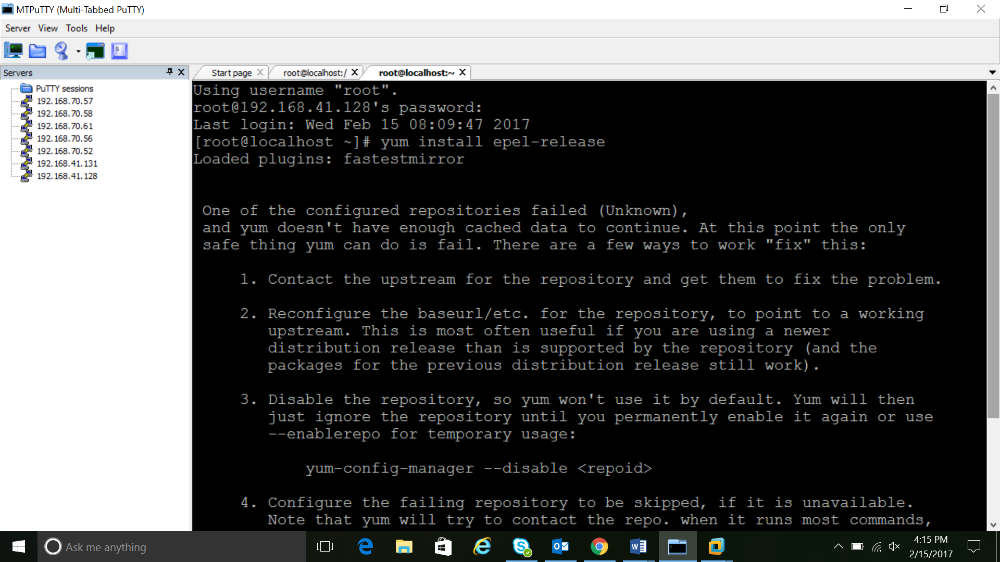 MTPuTTY (Multi-Tabbed PuTTY)
Server View Tools Help
Servers
PuTTY sessions
192.168.70.57
192.168.70.58
192.168.70.61
192.168.70.56
192.168.70.52
192.168.41.131
192.168.41.128
Start page root@localhost:/ root@localhost:~
Using username "root".
root@192.168.41.128's password:
Last login: Wed Feb 15 08:09:47 2017
[root@localhost ~]# yum install epel-release
Loaded plugins: fastestmirror
One of the configured repositories failed (Unknown),
and yum doesn't have enough cached data to continue. At this point the only
safe thing yum can do is fail. There are a few ways to work "fix" this:
1. Contact the upstream for the repository and get them to fix the problem.
2. Reconfigure the baseurl/etc. for the repository, to point to a working
upstream. This is most often useful if you are using a newer
distribution release than is supported by the repository (and the
packages for the previous distribution release still work).
3. Disable the repository, so yum won't use it by default. Yum will then
just ignore the repository until you permanently enable it again or use
--enablerepo for temporary usage:
yum-config-manager --disable <repoid>
4. Configure the failing repository to be skipped, if it is unavailable.
Note that yum will try to contact the repo. when it runs most commands,
Ask me anything
4:15 PM
2/15/2017